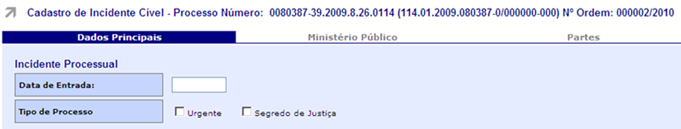 Cadastro de Incidente Cível - Processo Número: 0080387-39.2009.8.26.0114 (114.01.2009.080387-0/000000-000) Nº Ordem: 000002/2010
Dados Principais Ministério Público Partes
Incidente Processual
Data de Entrada:
Tipo de Processo Urgente Segredo de Justiça